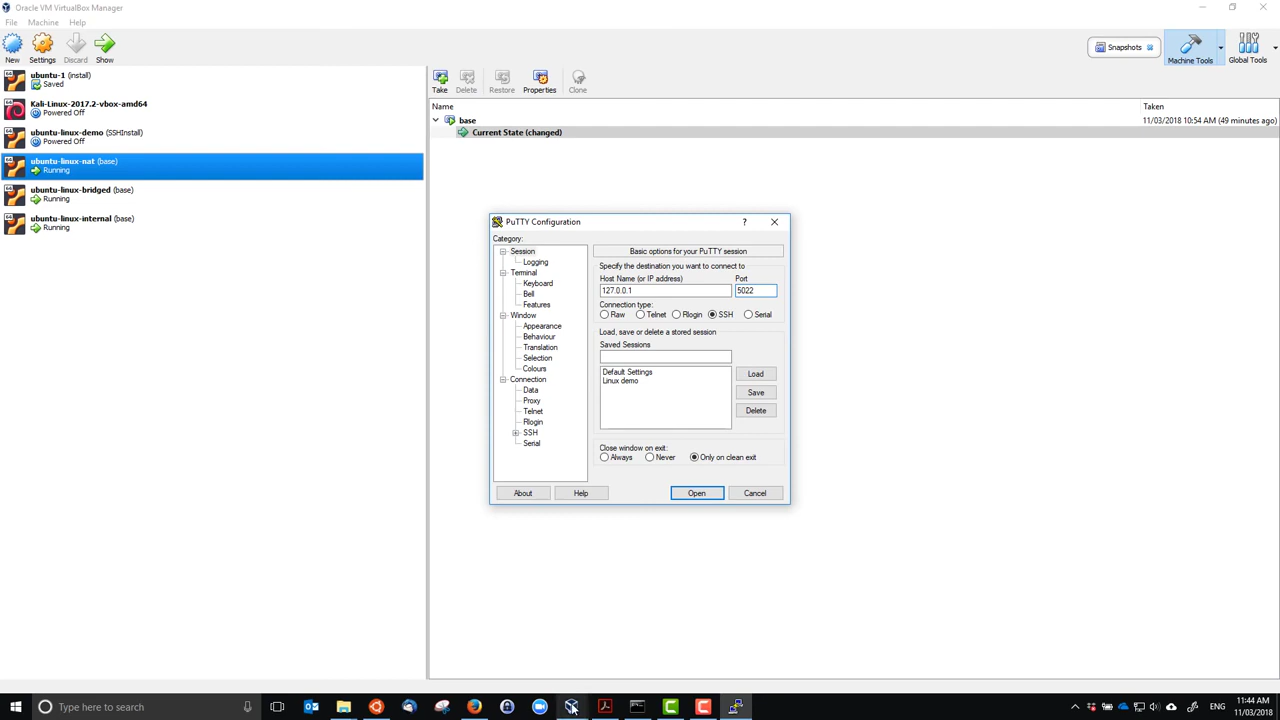 Oracle VM VirtualBox Manager
File Machine Help
New Settings Discard Show
Snapshots
Machine Tools
Global Tools
ubuntu-1 (install)
Saved
Kali-Linux-2017.2-vbox-amd64
Powered Off
ubuntu-linux-demo (SSHInstall)
Powered Off
ubuntu-linux-nat (base)
Running
ubuntu-linux-bridged (base)
Running
ubuntu-linux-internal (base)
Running
Take Delete Restore Properties Clone
Name Taken
base 11/03/2018 10:54 AM (49 minutes ago)
Current State (changed)
PuTTY Configuration ?
Category:
Session
Logging
Terminal
Keyboard
Bell
Features
Window
Appearance
Behaviour
Translation
Selection
Colours
Connection
Data
Proxy
Telnet
Rlogin
SSH
Serial
Basic options for your PuTTY session
Specify the destination you want to connect to
Host Name (or IP address) Port
127.0.0.1 5022
Connection type:
Raw Telnet Rlogin SSH Serial
Load, save or delete a stored session
Saved Sessions
Default Settings
Linux demo
Load
Save
Delete
Close window on exit:
Always Never Only on clean exit
About Help Open Cancel
Type here to search
ENG
11:44 AM
11/03/2018